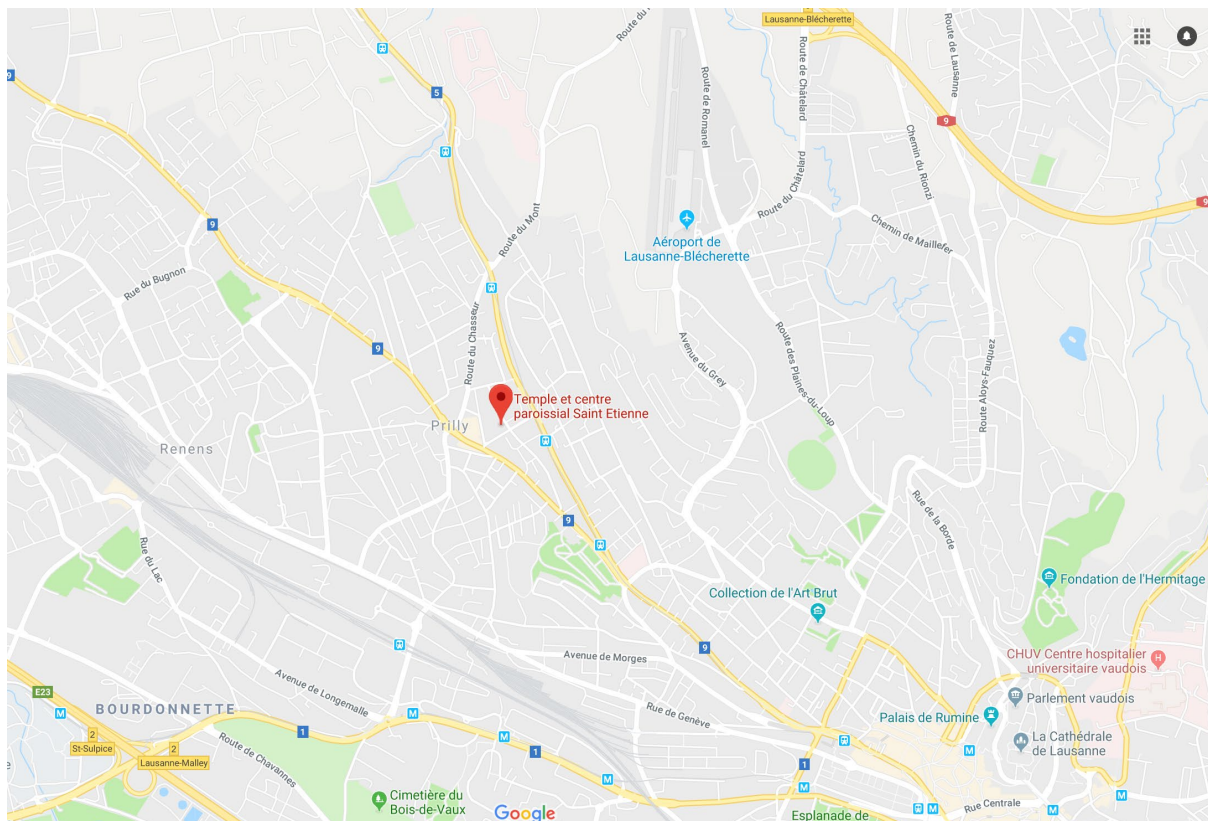 Lausanne-Blécherette
Route du
Route de Lausanne
Route de Châtelard
9
5
Route de Romanel
9
Chemin du Rionzi
9
Route du Châtelard
Aéroport de
Lausanne-Blécherette
Chemin de Maillefer
Route du Mont
9
Rue du Bugnon
Route du Chasseur
9
Avenue du Grey
Route des Plaines-du-Loup
Route Aloys-Fauquez
Temple et centre
paroissial Saint Etienne
Prilly
Renens
9
Rue de la Borde
Rue du Lac
Collection de l'Art Brut
Fondation de l'Hermitage
Avenue de Morges
9
CHUV Centre hospitalier
universitaire vaudois
H
Avenue de Longemalle
E23
BOURDONNETTE
M
M
Rue de Genève
Parlement vaudois
Palais de Rumine
2
St-Sulpice
2
Lausanne-Malley
1
Route de Chavannes
M
1
M
La Cathédrale
de Lausanne
M
1
M
Cimetière du
Bois-de-Vaux
Google
Esplanade de
M
Rue Centrale
M